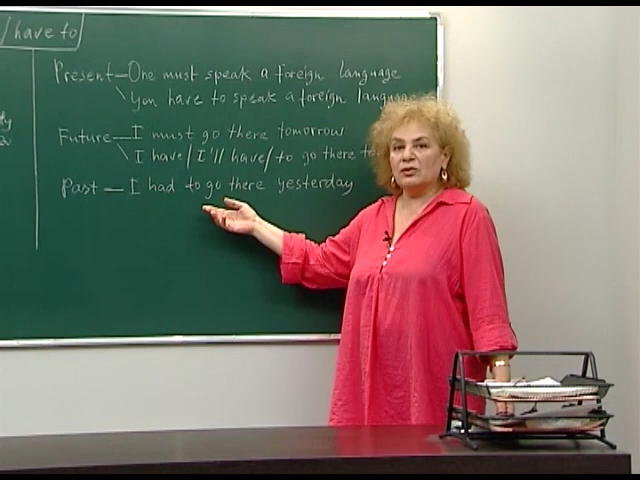 /have to
Present — One must speak a foreign language
You have to speak a foreign language
Future — I must go there tomorrow
I have/I'll have/to go there to
Past — I had to go there yesterday